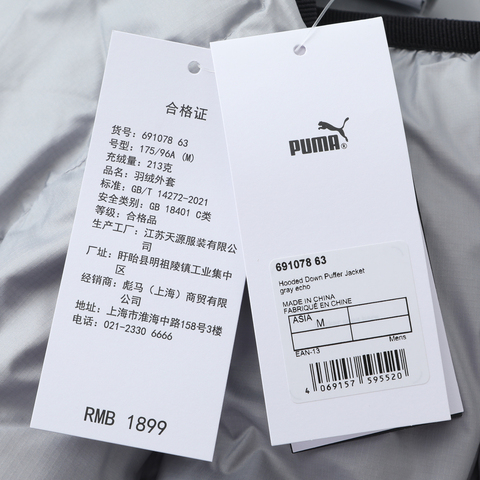 合格证
货号: 691078 63
号型: 175/96A (M)
充绒量: 213克
品名: 羽绒外套
标准: GB/T 14272-2021
安全类别: GB 18401 C类
等级: 合格品
生产工厂: 江苏天源服装有限公
司
厂址: 盱眙县明祖陵镇工业集中
区
经销商: 彪马（上海）商贸有限公
司
地址: 上海市淮海中路158号3楼
电话: 021-2330 6666
RMB 1899
PUMA®
691078 63
Hooded Down Puffer Jacket
gray echo
MADE IN CHINA
FABRIQUÉ EN CHINE
ASIA
M
EAN-13
Mens
4 069157 595520